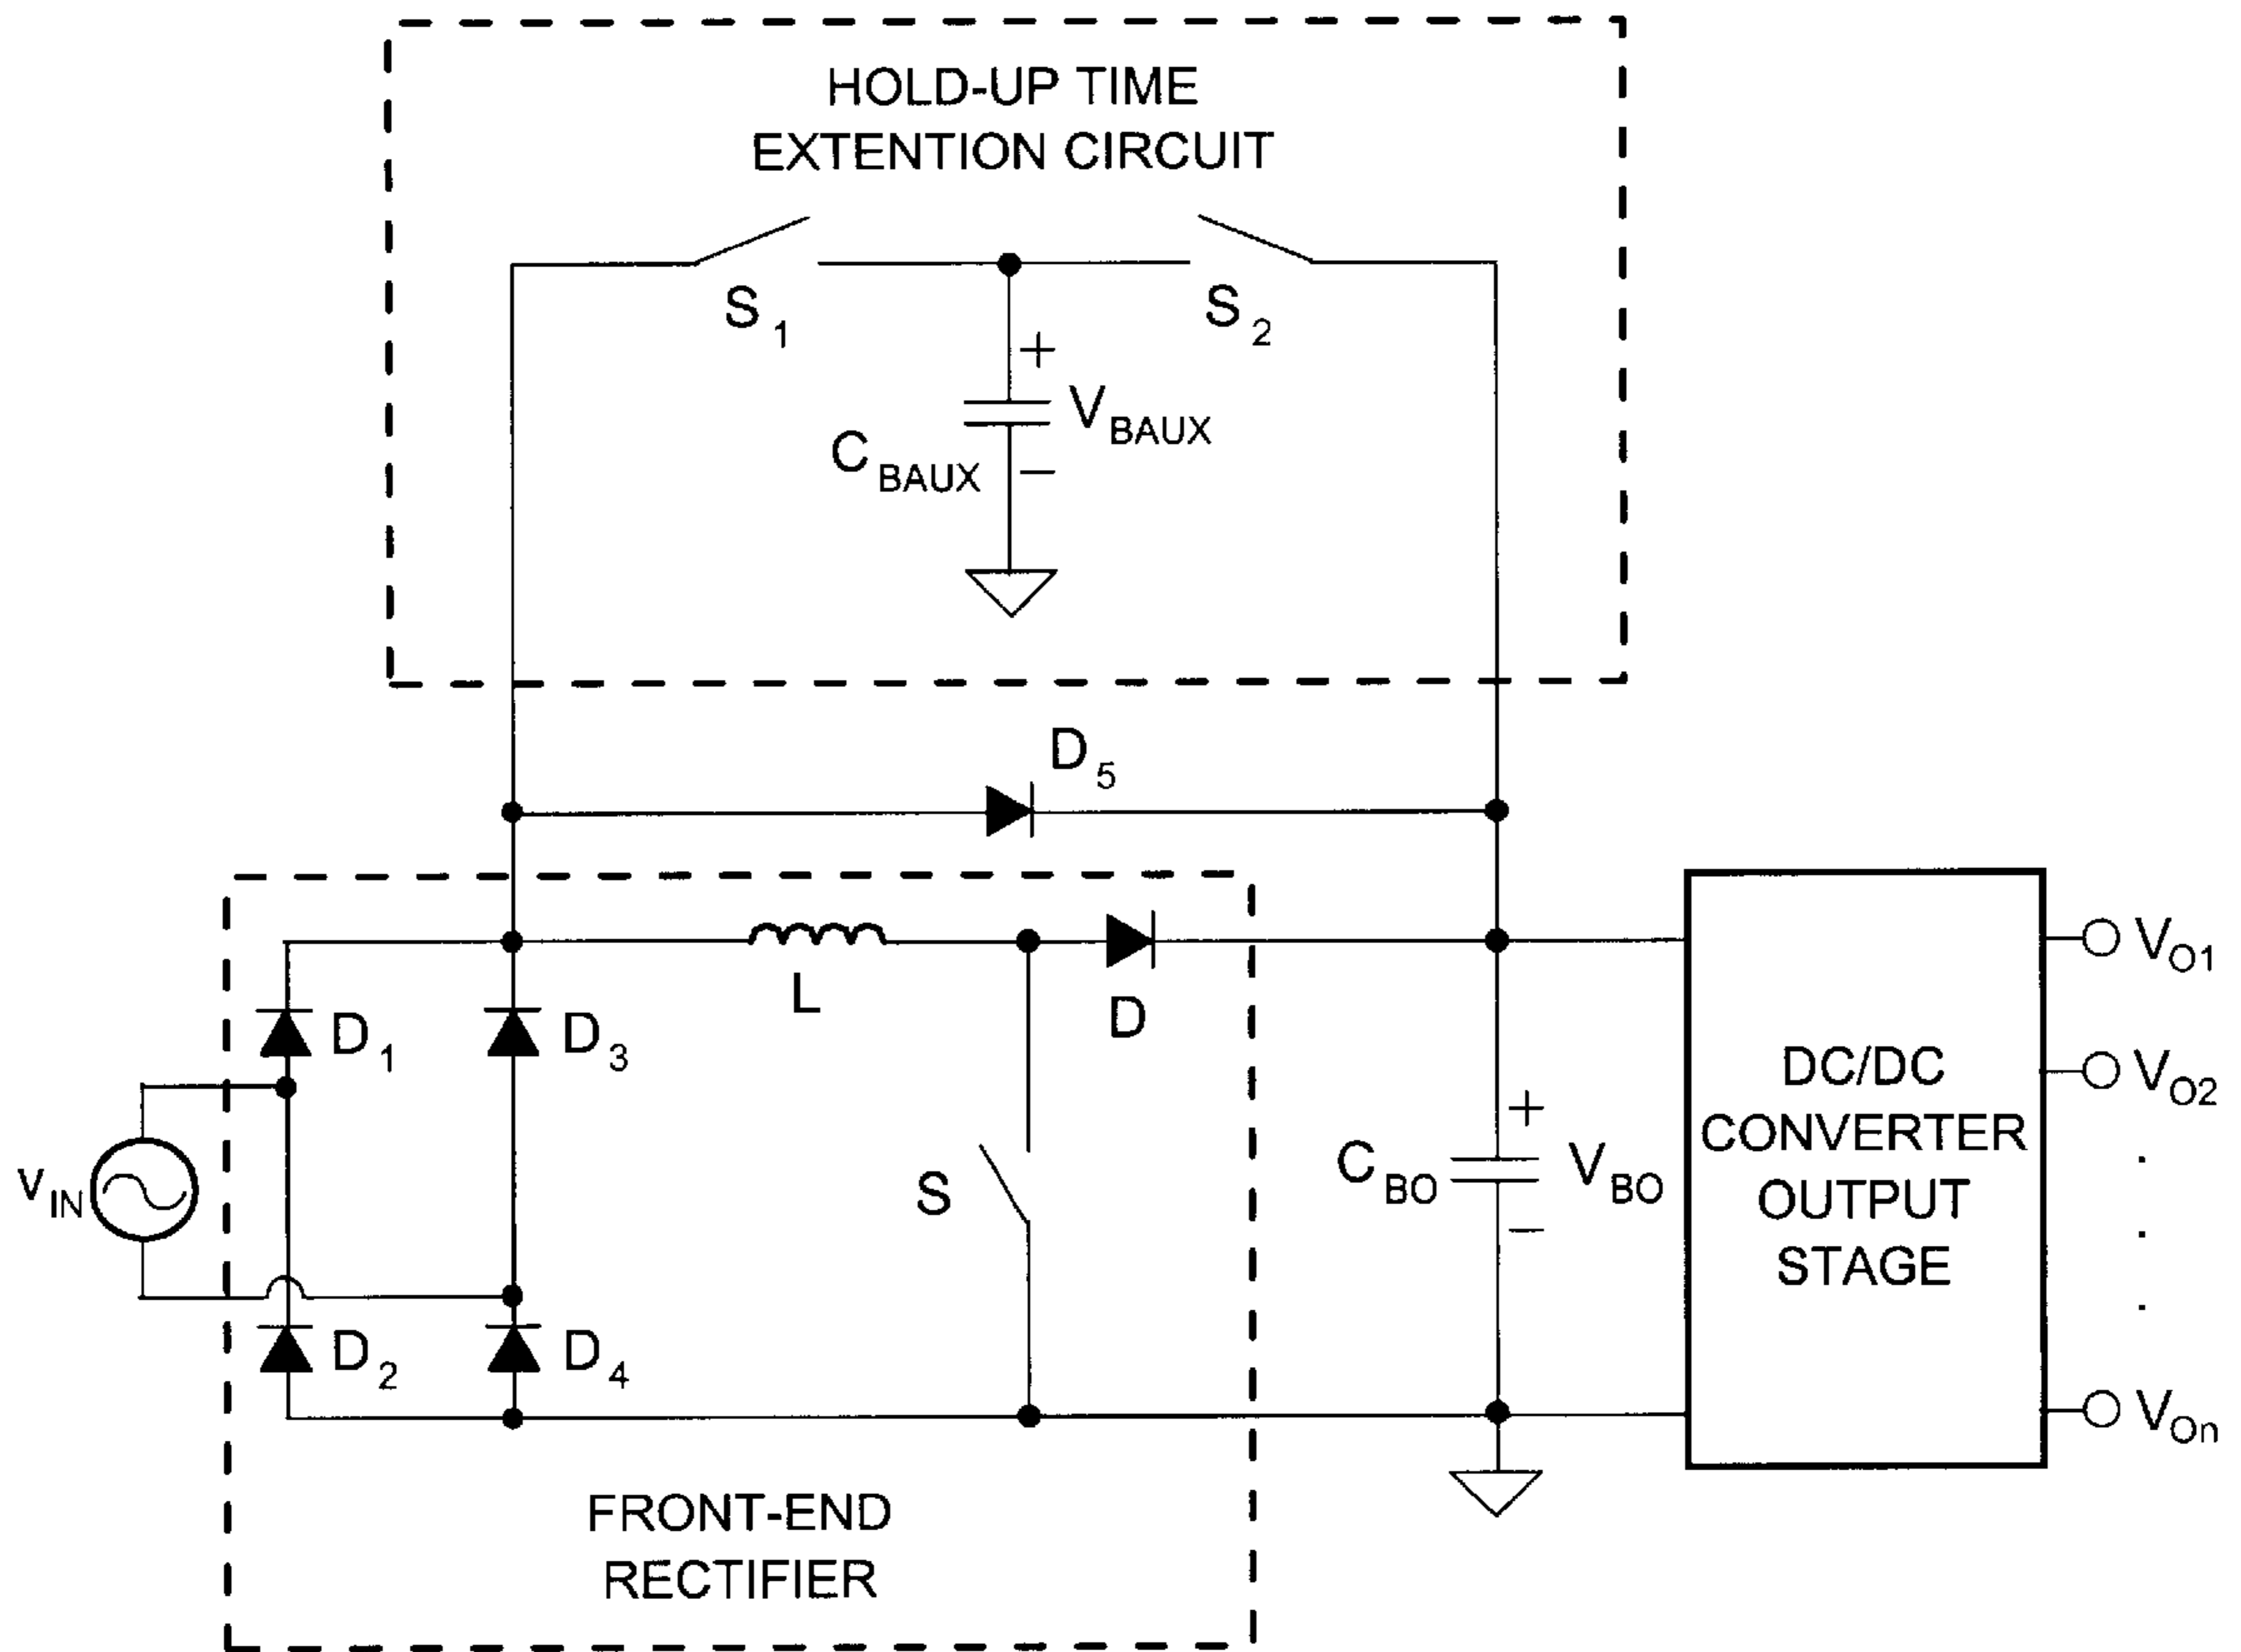 HOLD-UP TIME
EXTENTION CIRCUIT
S1
S2
+
VBAUX
CBAUX
−
D5
L
D
D1
D3
VO1
VO2
DC/DC
CONVERTER
OUTPUT
STAGE
+
CBO
VBO
−
S
vIN
D2
D4
VOn
FRONT-END
RECTIFIER